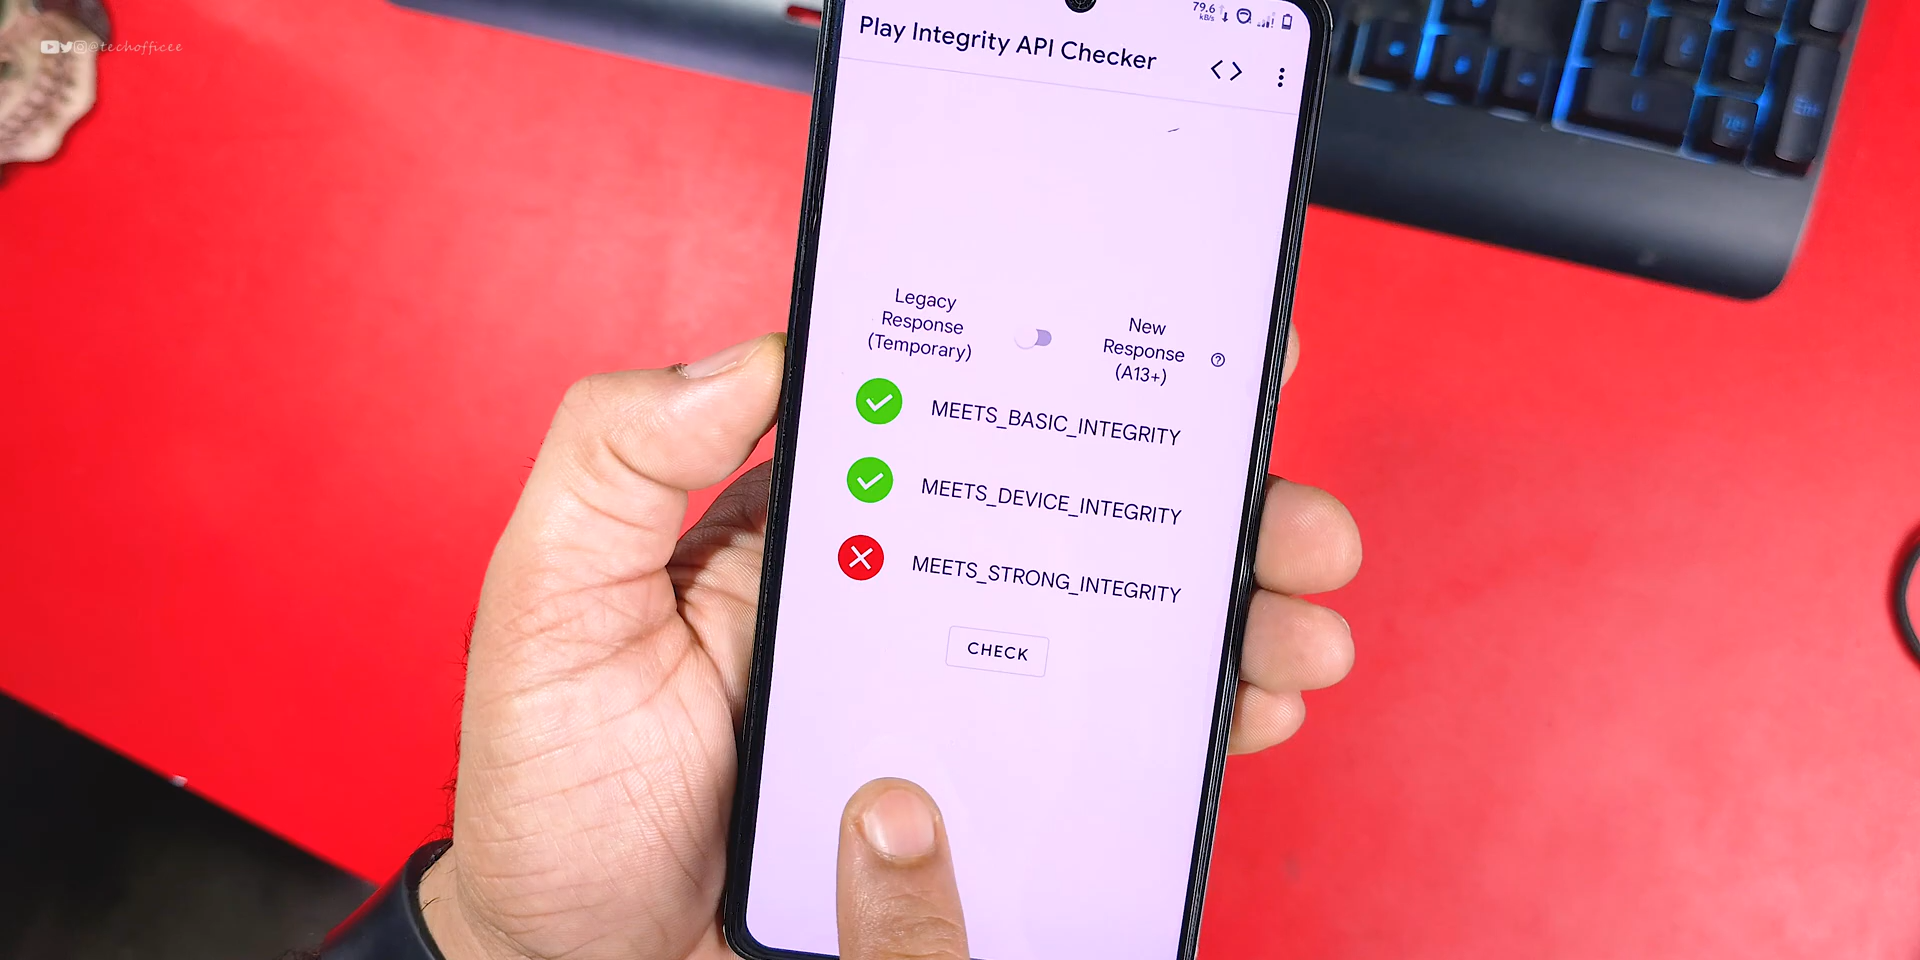 @techofficee
79.6
kB/s
Play Integrity API Checker
Legacy
Response
(Temporary)
New
Response
(A13+)
MEETS_BASIC_INTEGRITY
MEETS_DEVICE_INTEGRITY
MEETS_STRONG_INTEGRITY
CHECK